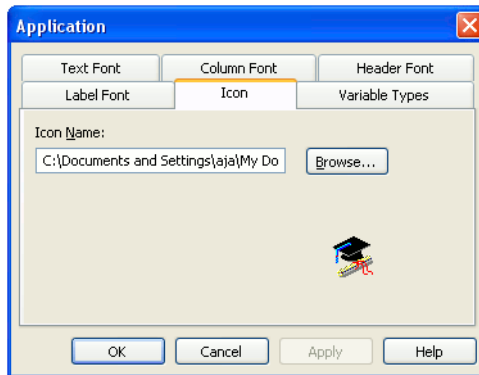 Application
Text Font Column Font Header Font
Label Font Icon Variable Types
Icon Name:
C:\Documents and Settings\aja\My Do Browse...
OK Cancel Apply Help